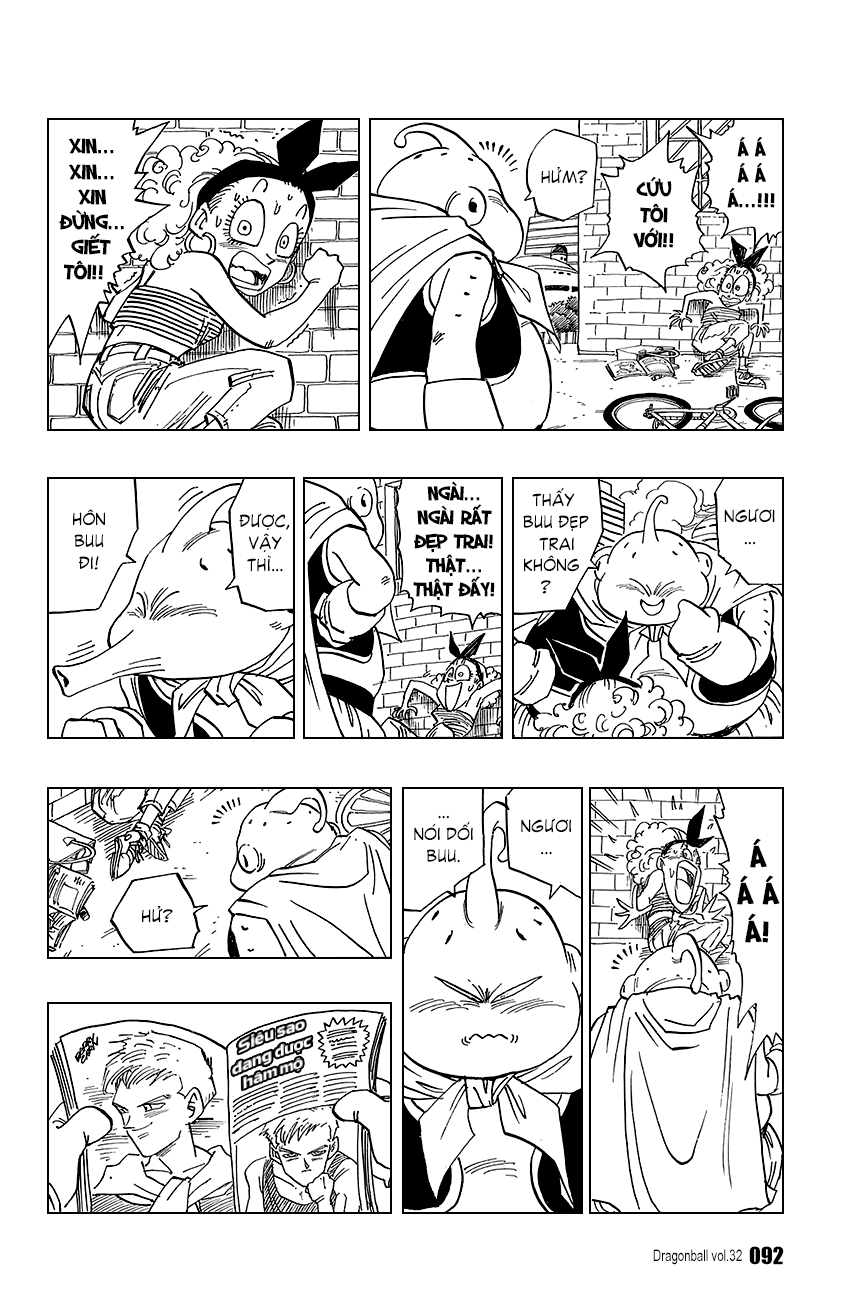 Á Á
Á Á
Á...!!!
CỨU
TÔI
VỚI!!
HỬM?
XIN...
XIN...
XIN
ĐỪNG...
GIẾT
TÔI!!
NGƯƠI
...
THẤY
BUU ĐẸP
TRAI
KHÔNG
?
NGÀI...
NGÀI RẤT
ĐẸP TRAI!
THẬT...
THẬT ĐẤY!
ĐƯỢC,
VẬY
THÌ...
HÔN
BUU
ĐI!
Á
Á Á
Á!
NGƯƠI
...
...
NÓI DỐI
BUU.
HỬ?
Siêu sao
đang được
hâm mộ
Dragonball vol.32 092